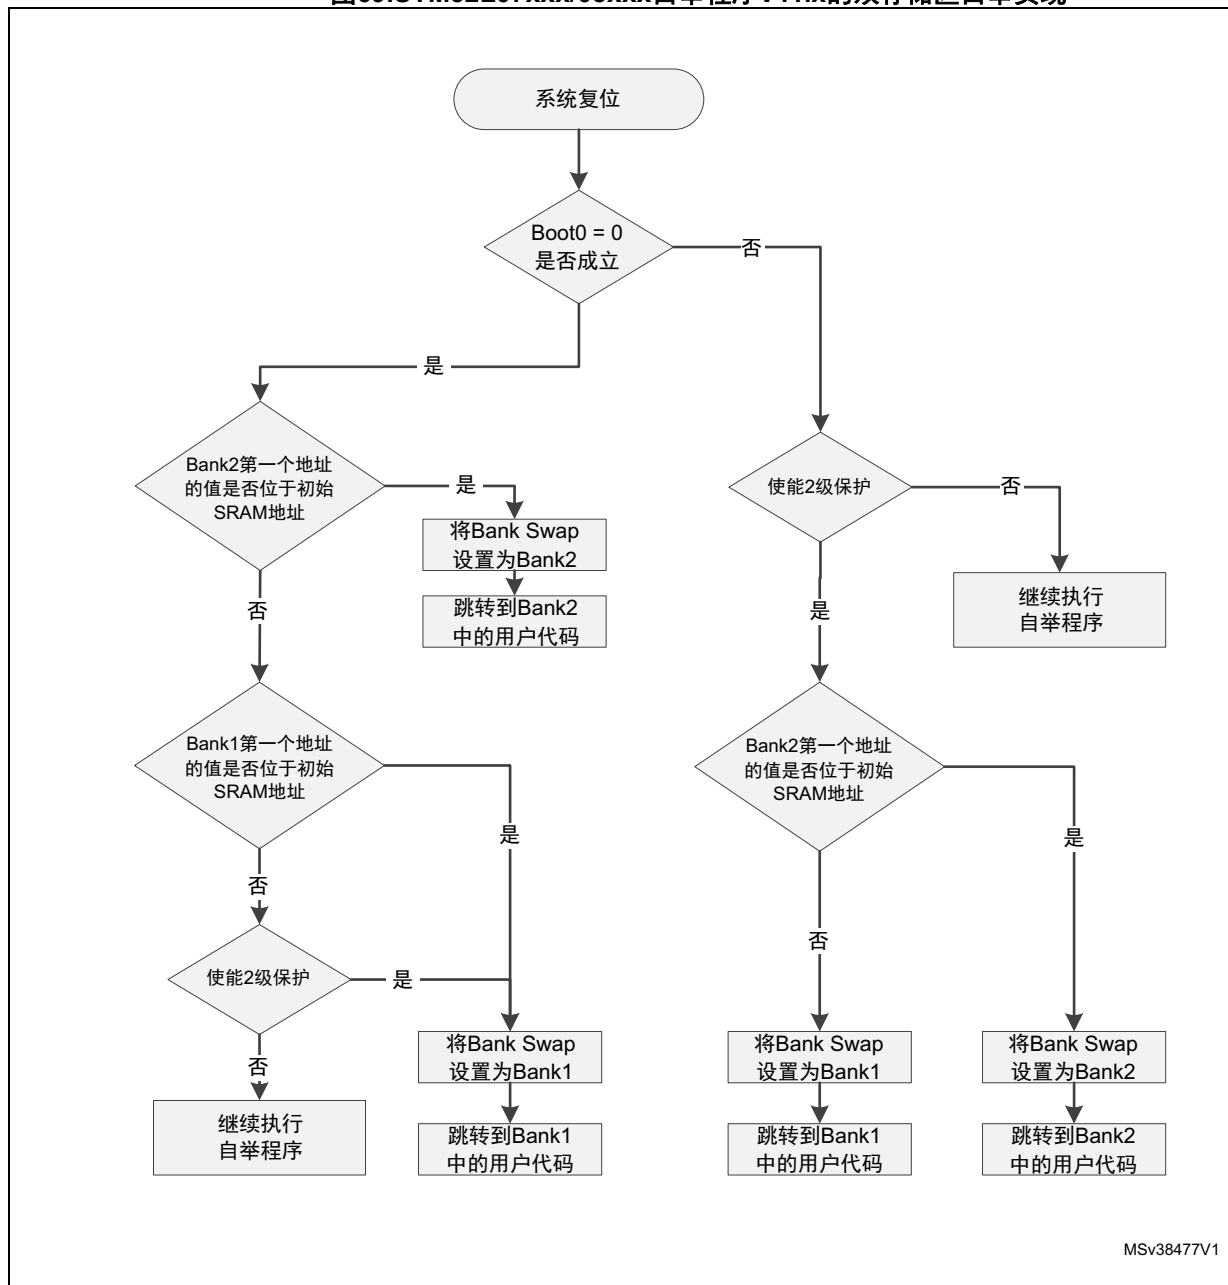 系统复位
Boot0 = 0
是否成立
否
是
Bank2第一个地址
的值是否位于初始
SRAM地址
是
将Bank Swap
设置为Bank2
跳转到Bank2
中的用户代码
使能2级保护
否
继续执行
自举程序
否
是
Bank1第一个地址
的值是否位于初始
SRAM地址
是
Bank2第一个地址
的值是否位于初始
SRAM地址
是
否
否
使能2级保护
是
将Bank Swap
设置为Bank1
跳转到Bank1
中的用户代码
否
继续执行
自举程序
将Bank Swap
设置为Bank1
跳转到Bank1
中的用户代码
将Bank Swap
设置为Bank2
跳转到Bank2
中的用户代码
MSv38477V1